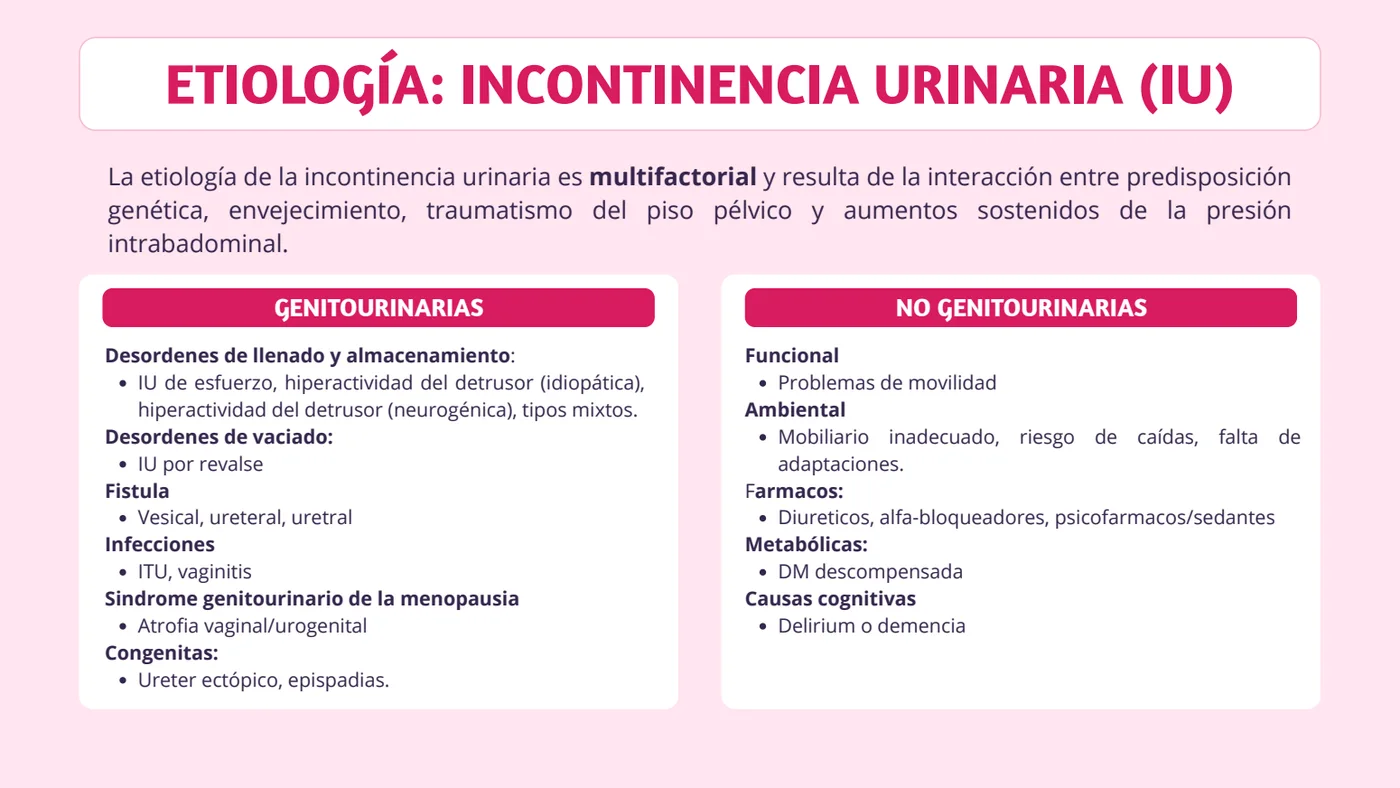 ETIOLOGÍA: INCONTINENCIA URINARIA (IU)
La etiología de la incontinencia urinaria es multifactorial y resulta de la interacción entre predisposición
genética, envejecimiento, traumatismo del piso pélvico y aumentos sostenidos de la presión
intrabadominal.
GENITOURINARIAS
Desordenes de llenado y almacenamiento:
• IU de esfuerzo, hiperactividad del detrusor (idiopática),
hiperactividad del detrusor (neurogénica), tipos mixtos.
Desordenes de vaciado:
• IU por revalse
Fistula
• Vesical, ureteral, uretral
Infecciones
• ITU, vaginitis
Sindrome genitourinario de la menopausia
• Atrofia vaginal/urogenital
Congenitas:
• Ureter ectópico, epispadias.
NO GENITOURINARIAS
Funcional
• Problemas de movilidad
Ambiental
• Mobiliario inadecuado, riesgo de caídas, falta de
adaptaciones.
Farmacos:
• Diureticos, alfa-bloqueadores, psicofarmacos/sedantes
Metabólicas:
• DM descompensada
Causas cognitivas
• Delirium o demencia